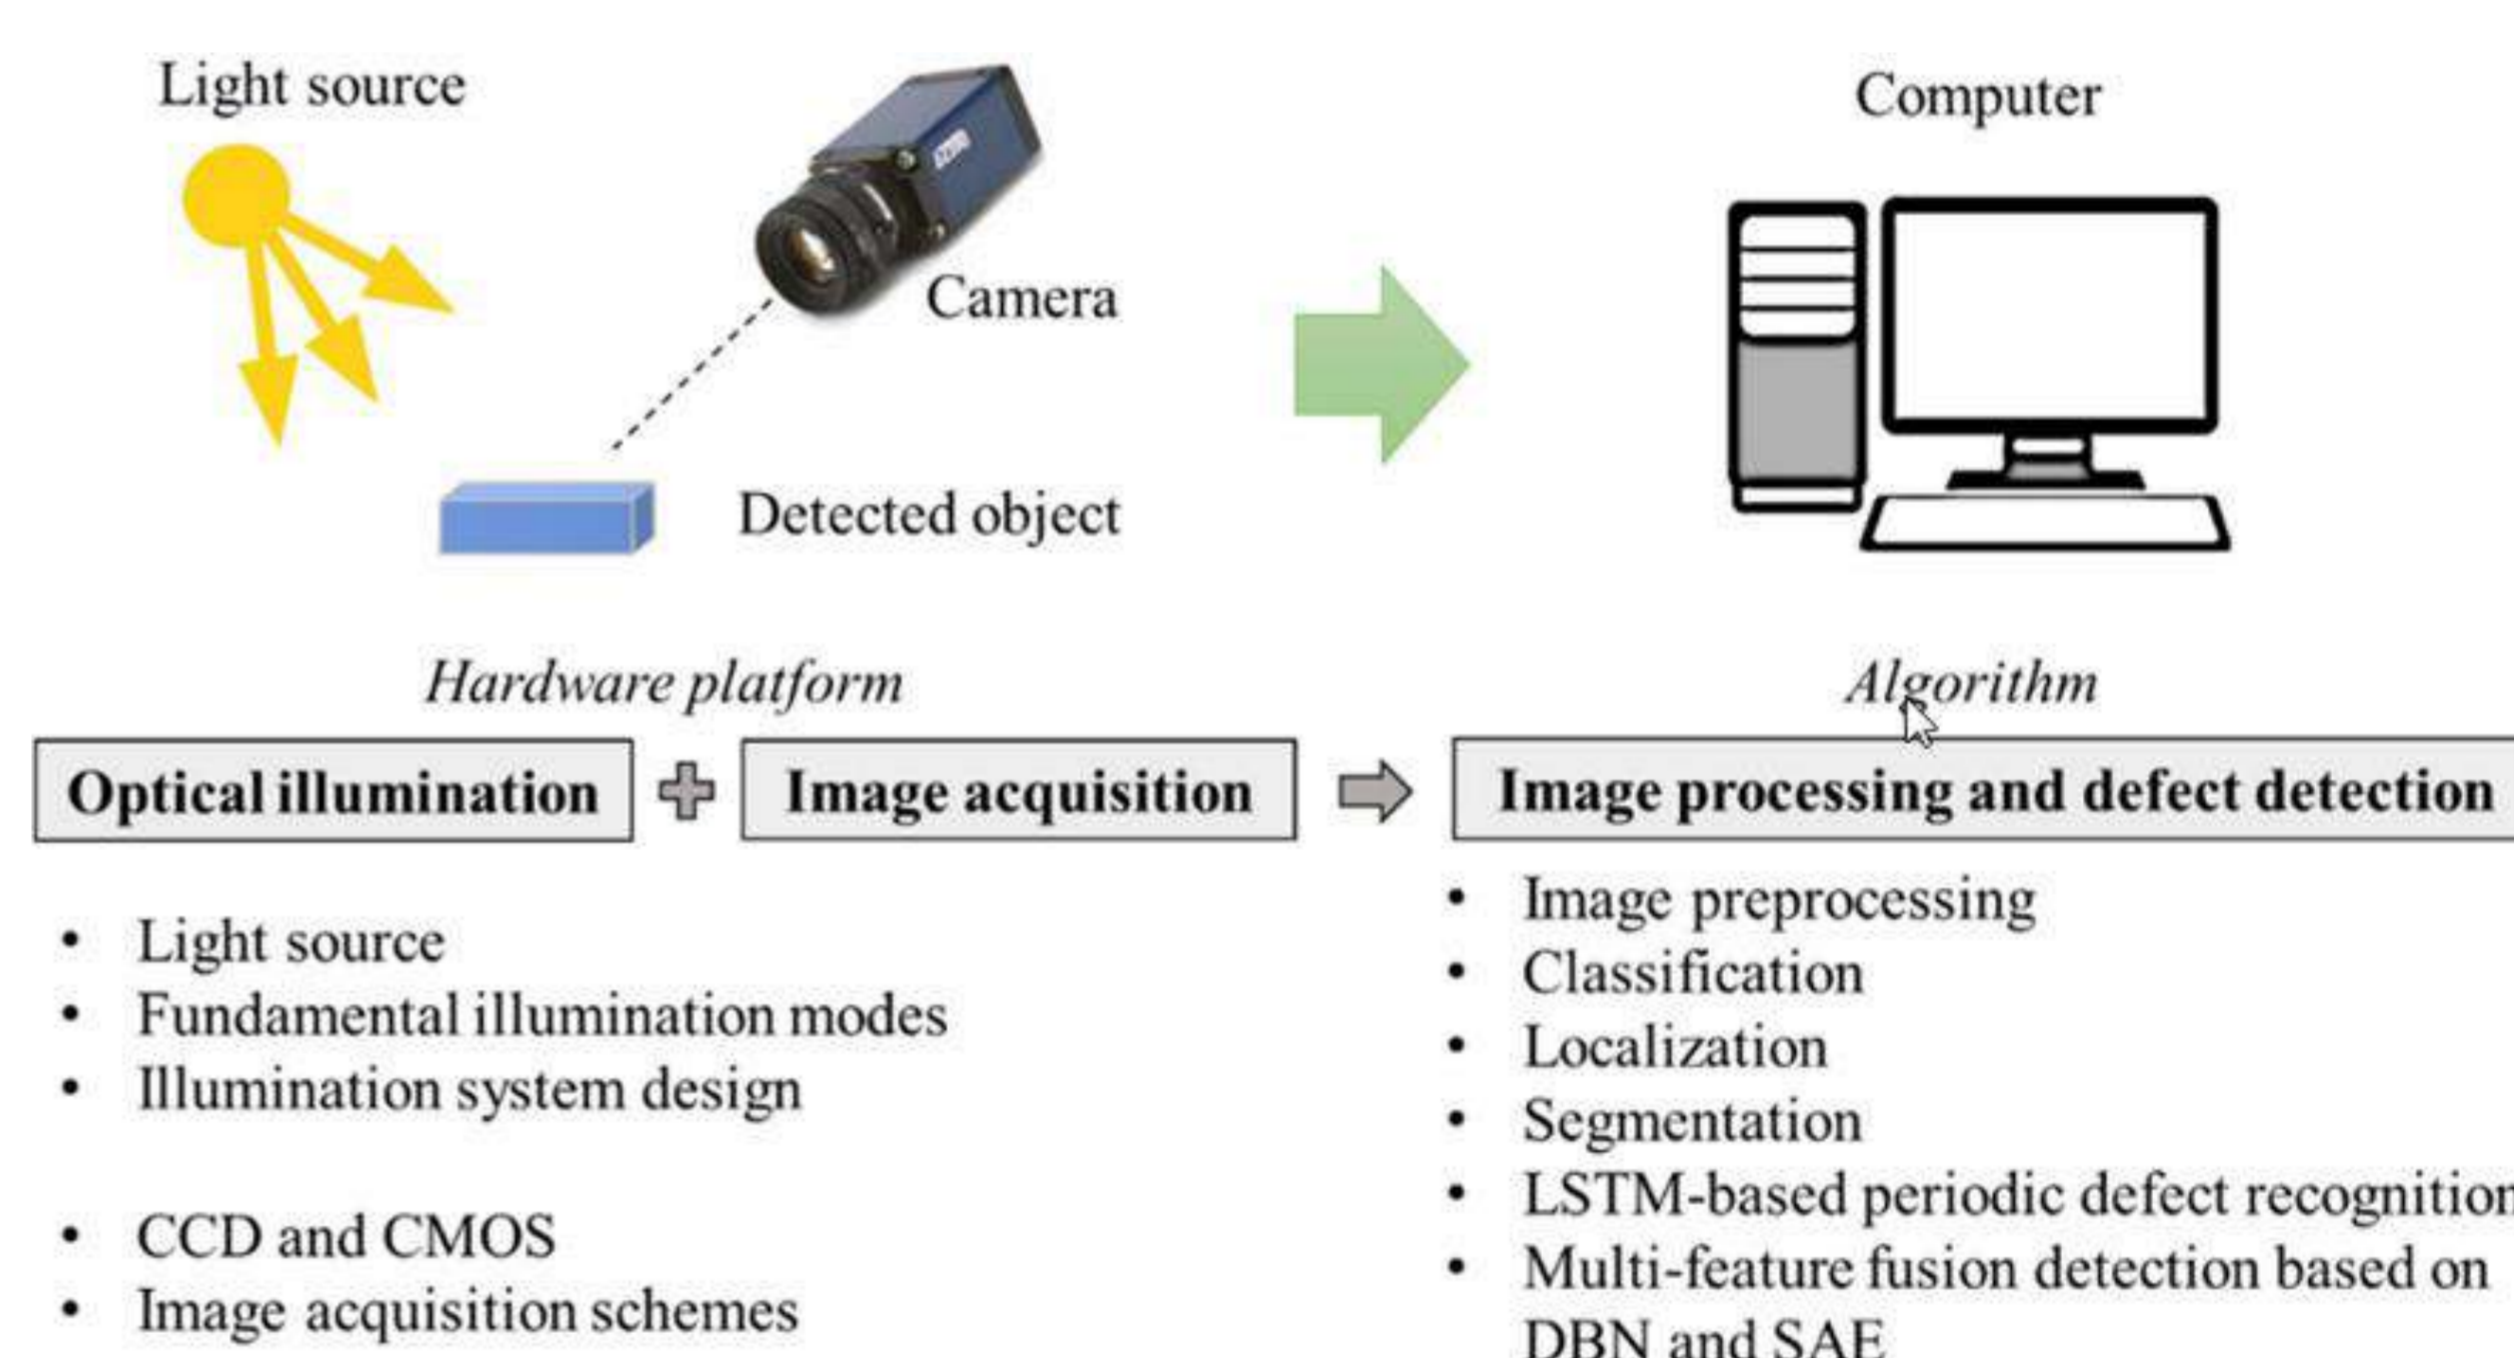 Light source
Computer
Camera
Detected object
Hardware platform
Algorithm
Optical illumination
Image acquisition
Image processing and defect detection
• Light source
• Fundamental illumination modes
• Illumination system design
• CCD and CMOS
• Image acquisition schemes
• Image preprocessing
• Classification
• Localization
• Segmentation
• LSTM-based periodic defect recognition
• Multi-feature fusion detection based on
DBN and SAE